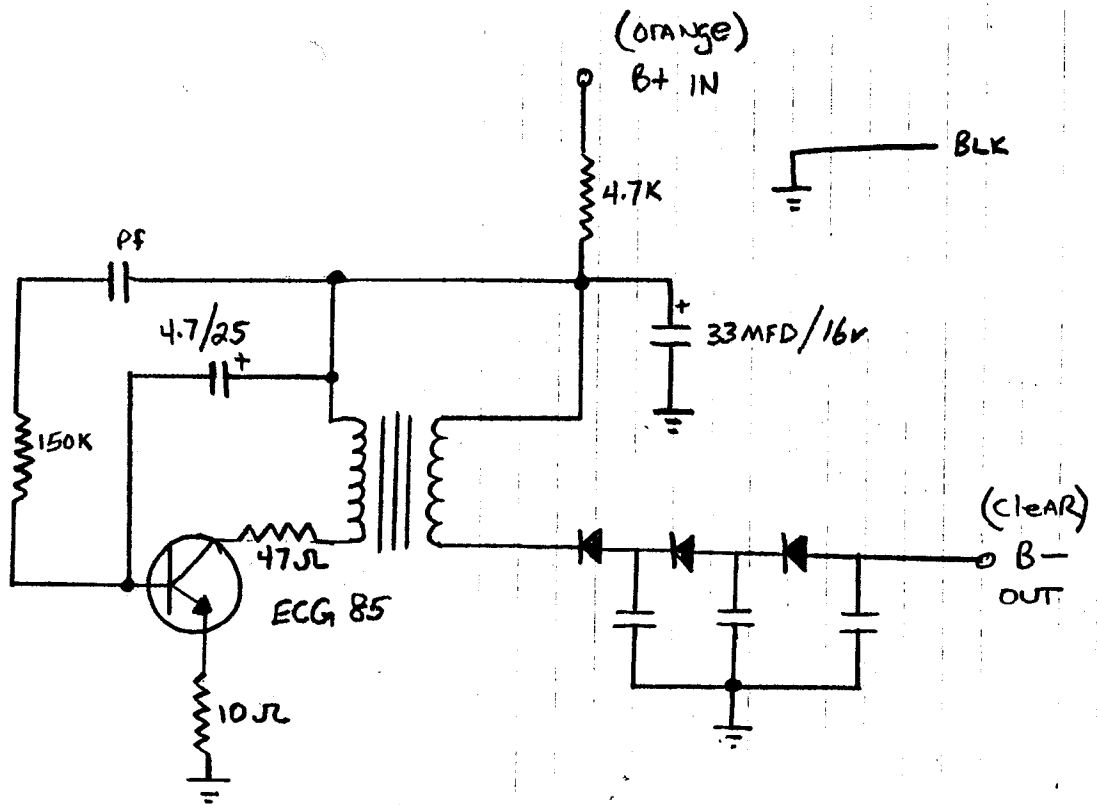 (OrANge)
B+ IN
BLK
4.7K
Pf
4.7/25
+
+
33MFD/16v
150K
47Ω
ECG 85
(CleAR)
B-
OUT
10Ω